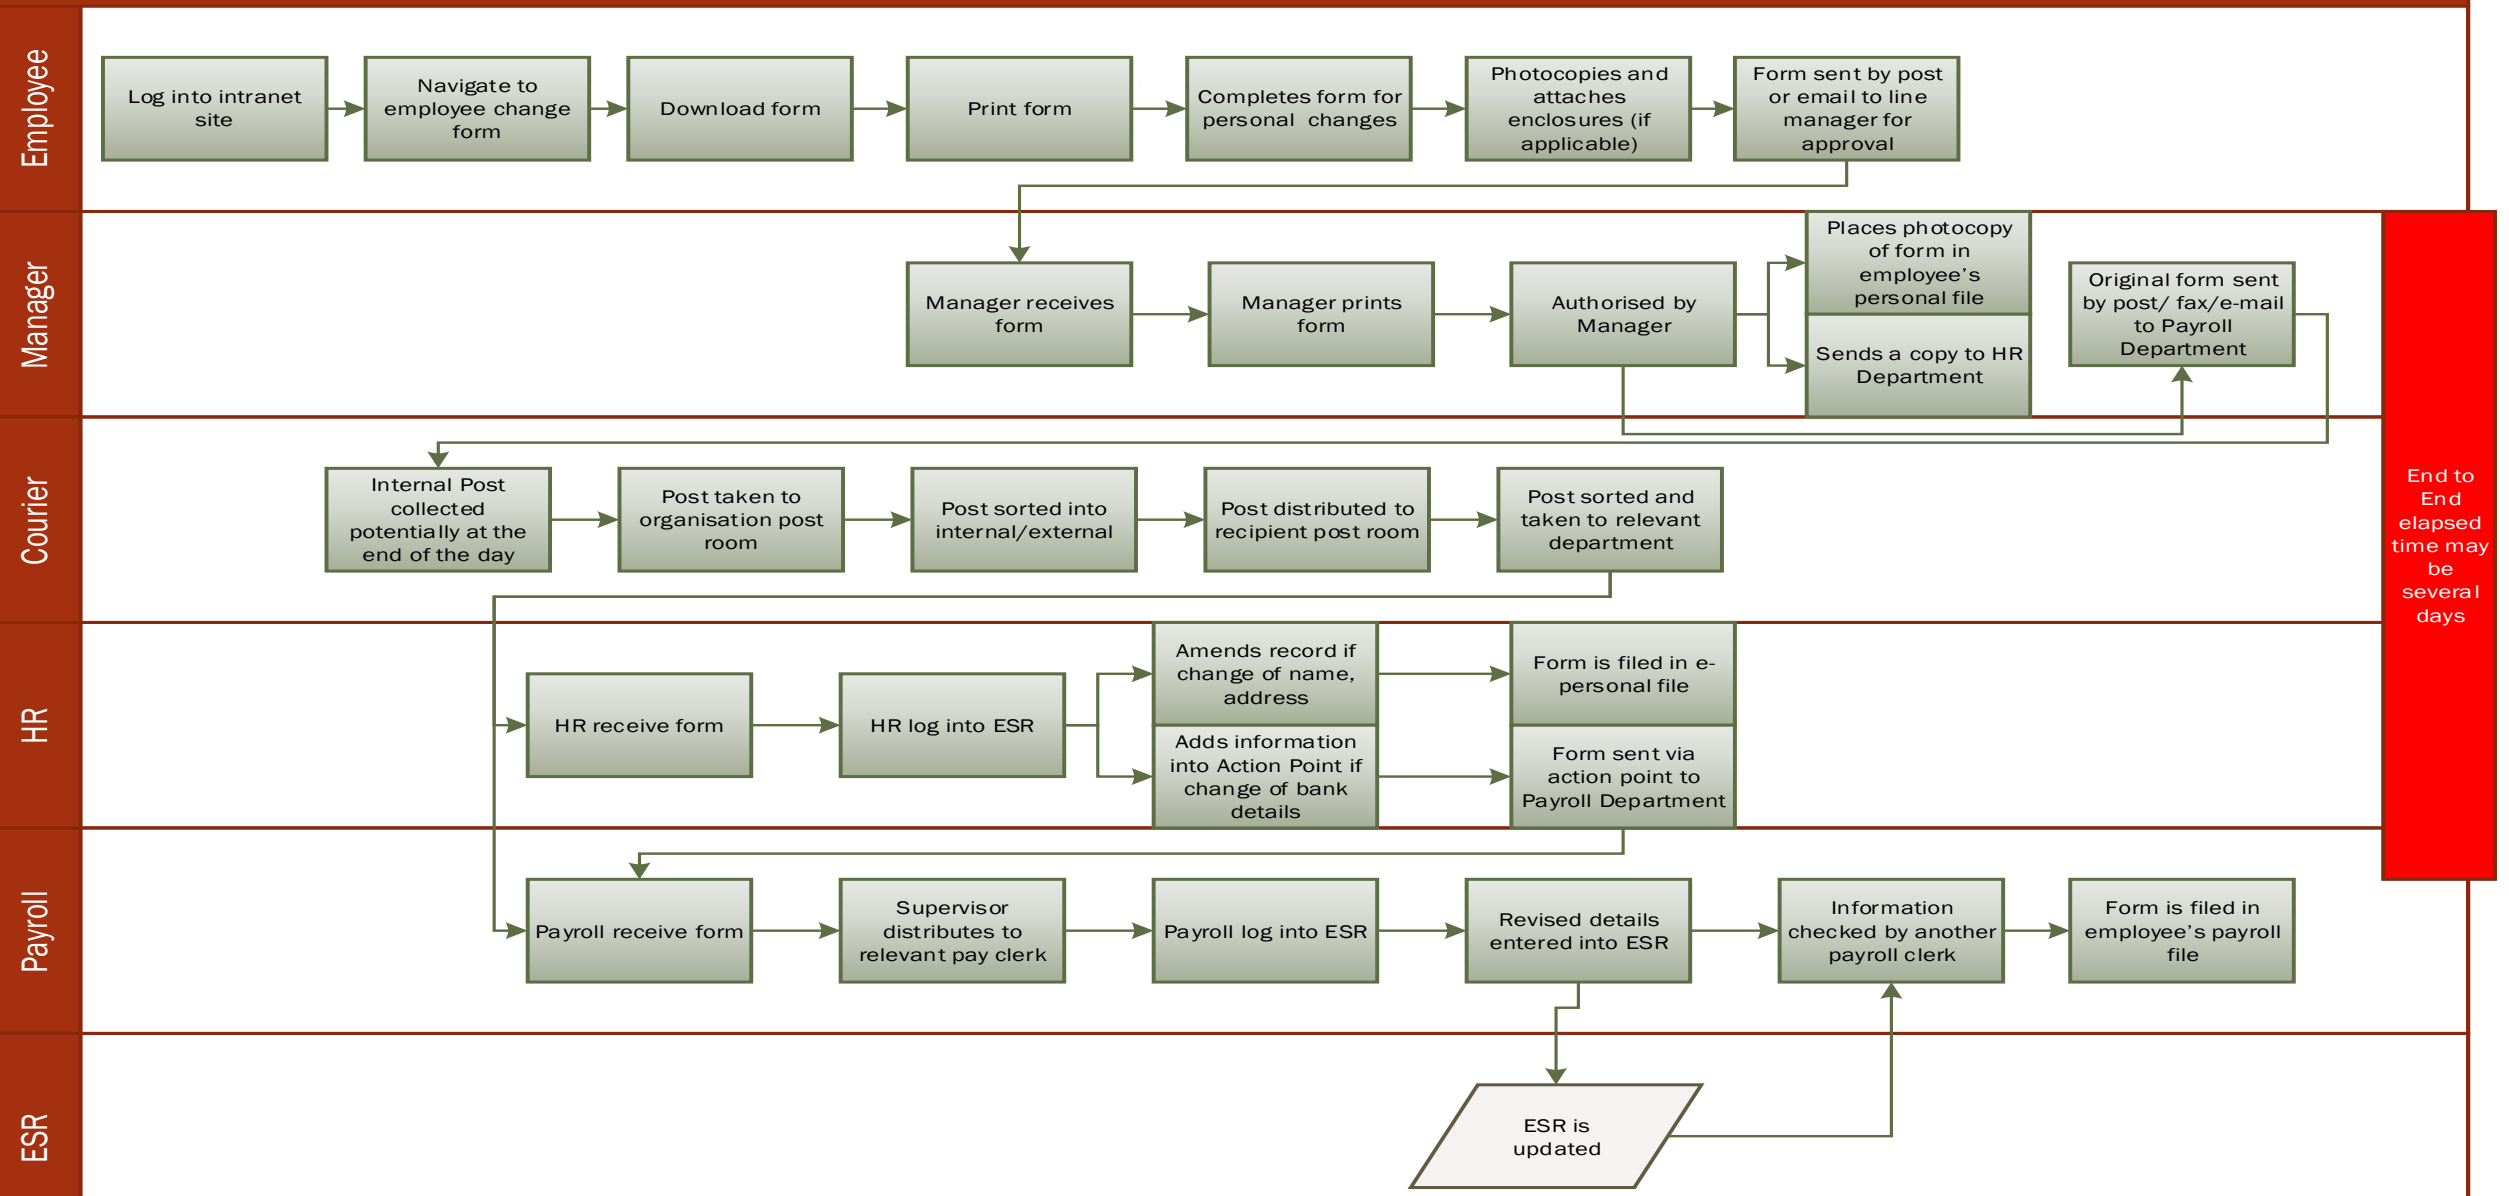 Employee
Log into intranet
site
Navigate to
employee change
form
Download form
Print form
Completes form for
personal changes
Photocopies and
attaches
enclosures (if
applicable)
Form sent by post
or email to line
manager for
approval
Manager
Manager receives
form
Manager prints
form
Authorised by
Manager
Places photocopy
of form in
employee’s
personal file
Sends a copy to HR
Department
Original form sent
by post/ fax/e-mail
to Payroll
Department
Courier
Internal Post
collected
potentially at the
end of the day
Post taken to
organisation post
room
Post sorted into
internal/external
Post distributed to
recipient post room
Post sorted and
taken to relevant
department
End to
End
elapsed
time may
be
several
days
HR
HR receive form
HR log into ESR
Amends record if
change of name,
address
Adds information
into Action Point if
change of bank
details
Form is filed in e-
personal file
Form sent via
action point to
Payroll Department
Payroll
Payroll receive form
Supervisor
distributes to
relevant pay clerk
Payroll log into ESR
Revised details
entered into ESR
Information
checked by another
payroll clerk
Form is filed in
employee’s payroll
file
ESR
ESR is
updated